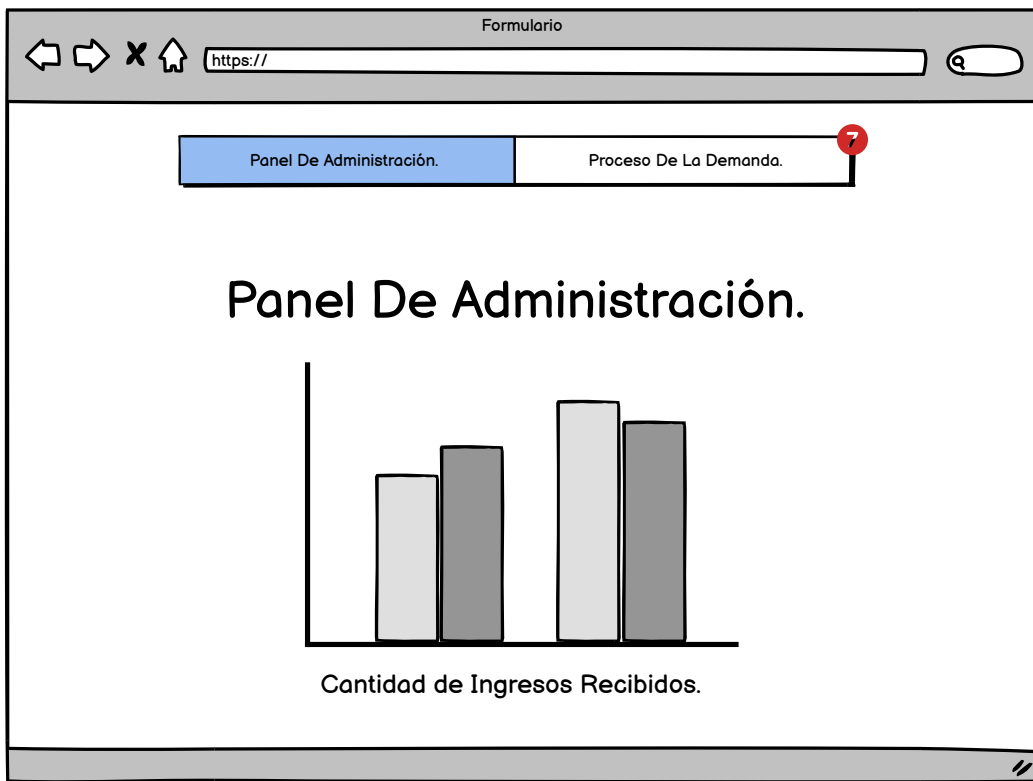 Formulario
https://
7
Panel De Administración.
Proceso De La Demanda.
Panel De Administración.
Cantidad de Ingresos Recibidos.